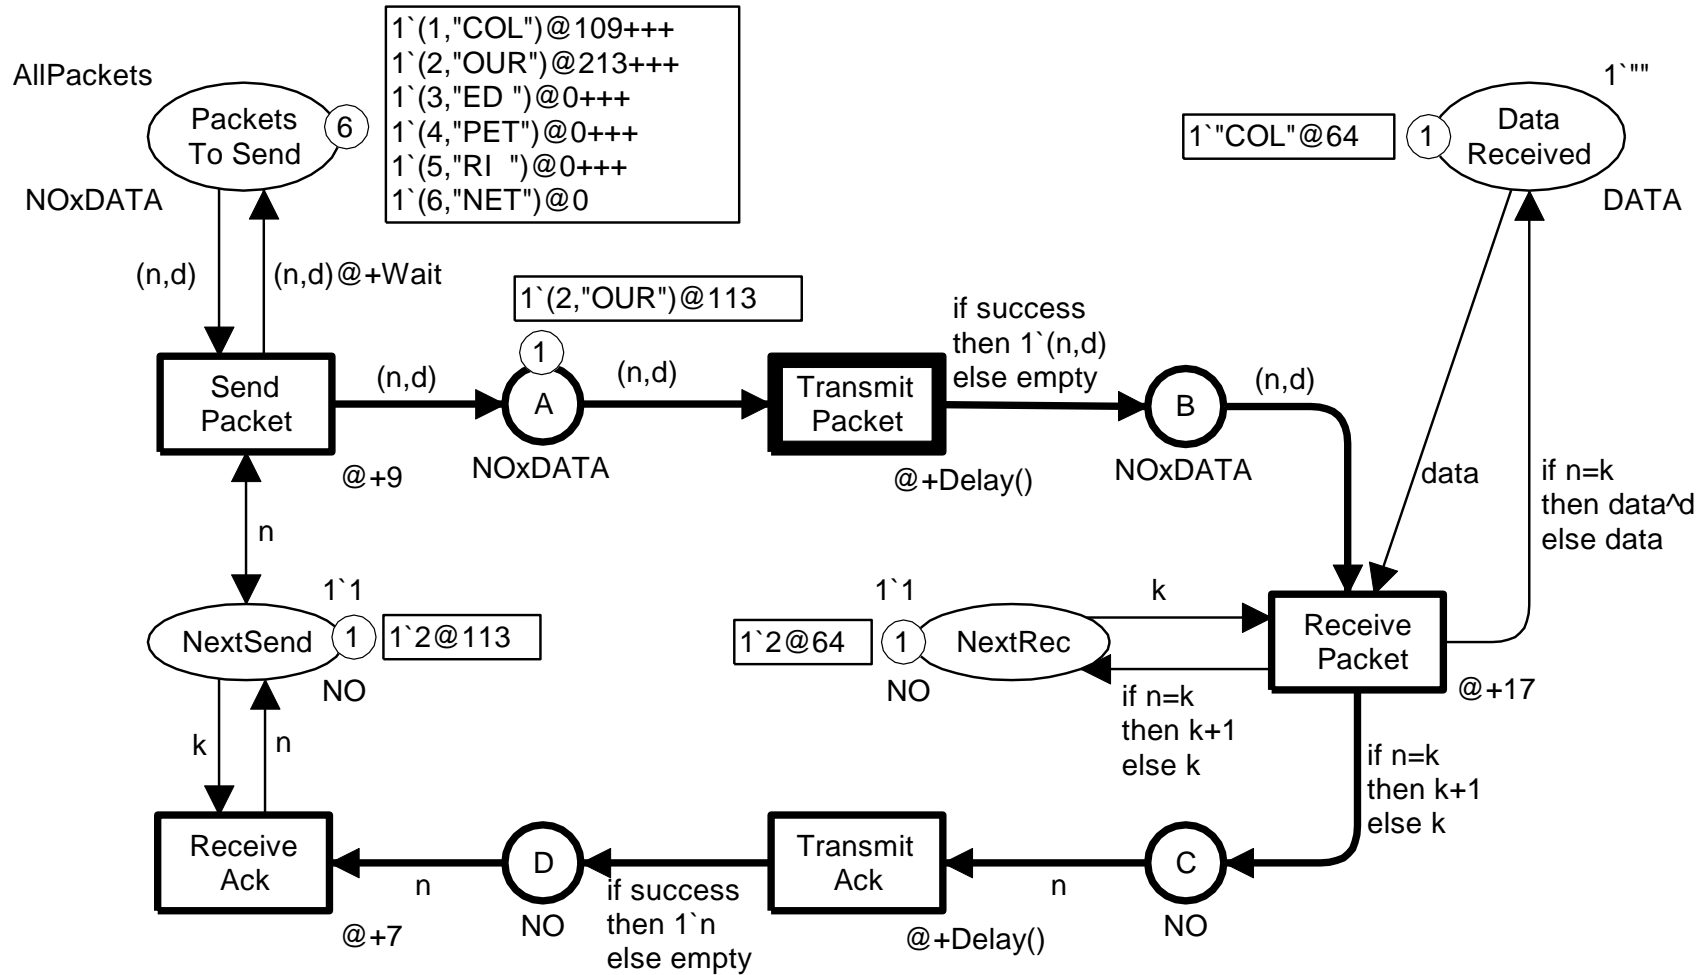 AllPackets
Packets
To Send
6
1`(1,"COL")@109+++
1`(2,"OUR")@213+++
1`(3,"ED ")@0+++
1`(4,"PET")@0+++
1`(5,"RI  ")@0+++
1`(6,"NET")@0
NOxDATA
1`""
1`"COL"@64
1
Data
Received
DATA
(n,d)
(n,d)@+Wait
1`(2,"OUR")@113
1
Send
Packet
@+9
(n,d)
A
NOxDATA
(n,d)
Transmit
Packet
@+Delay()
if success
then 1`(n,d)
else empty
B
NOxDATA
(n,d)
data
if n=k
then data^d
else data
n
1`1
NextSend
1
1`2@113
NO
1`1
1`2@64
1
NextRec
NO
k
if n=k
then k+1
else k
Receive
Packet
@+17
if n=k
then k+1
else k
k
n
Receive
Ack
@+7
n
D
NO
if success
then 1`n
else empty
Transmit
Ack
@+Delay()
n
C
NO